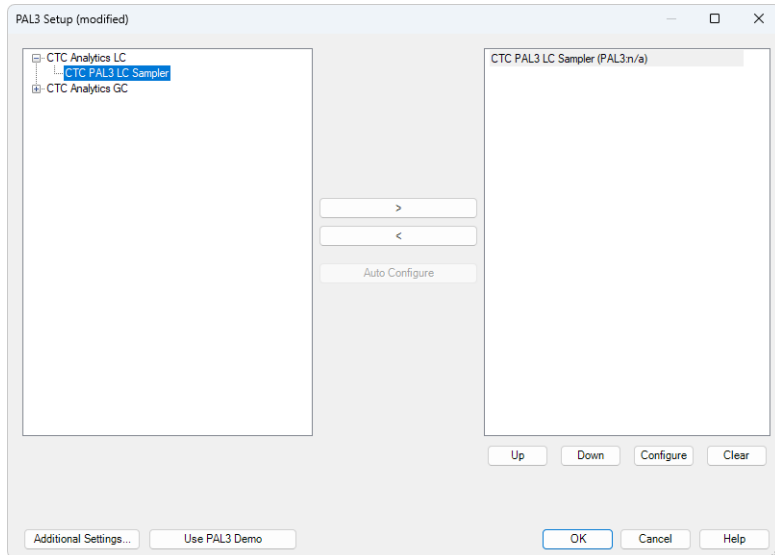 PAL3 Setup (modified)
CTC Analytics LC
CTC PAL3 LC Sampler
CTC Analytics GC
>
<
Auto Configure
CTC PAL3 LC Sampler (PAL3:n/a)
Up
Down
Configure
Clear
Additional Settings...
Use PAL3 Demo
OK
Cancel
Help